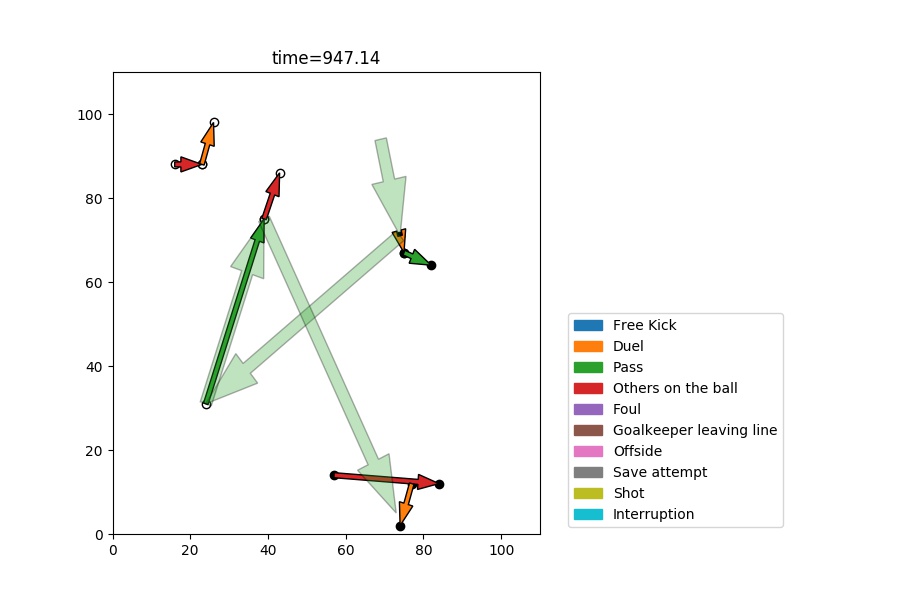 time=947.14
100
80
60
40
20
0
0 20 40 60 80 100
Free Kick
Duel
Pass
Others on the ball
Foul
Goalkeeper leaving line
Offside
Save attempt
Shot
Interruption